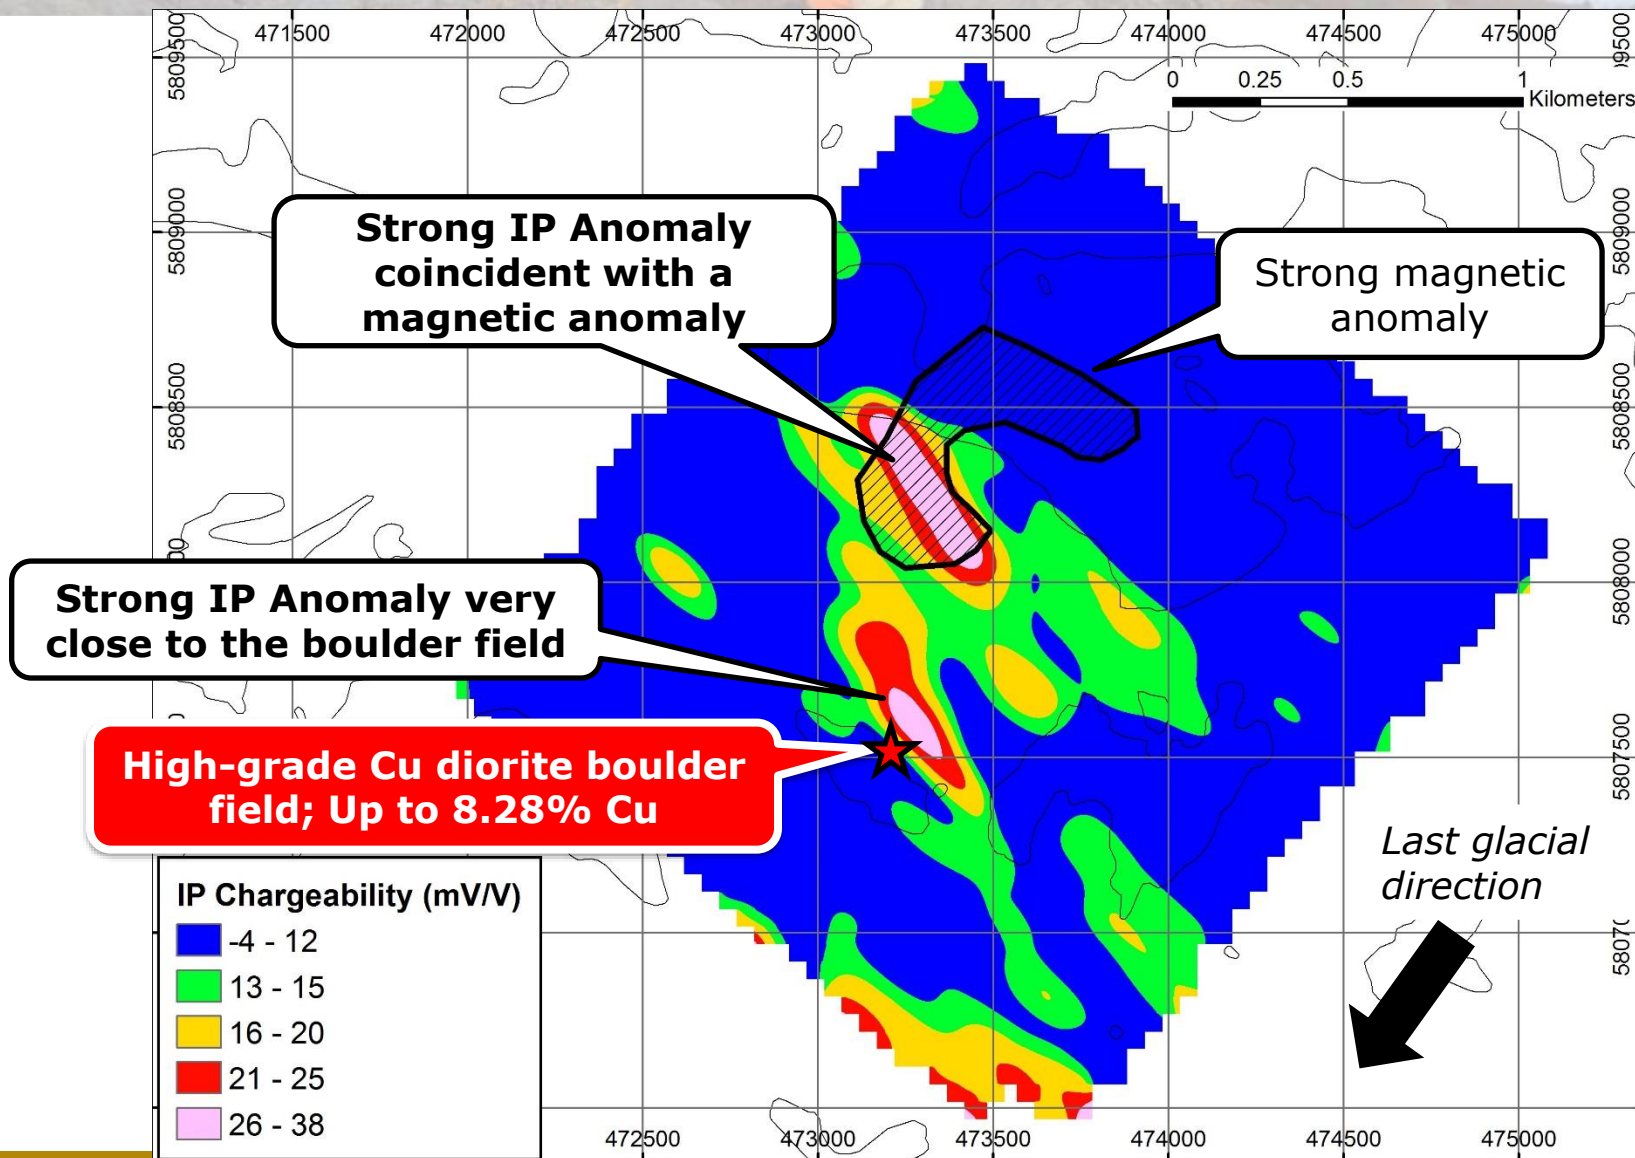 471500 472000 472500 473000 473500 474000 474500 475000
5809500
0 0.25 0.5 1
Kilometers
5809000
5809000
Strong IP Anomaly
coincident with a
magnetic anomaly
Strong magnetic
anomaly
5808500
5808500
5808000
Strong IP Anomaly very
close to the boulder field
High-grade Cu diorite boulder
field; Up to 8.28% Cu
5807500
Last glacial
direction
IP Chargeability (mV/V)
-4 - 12
13 - 15
16 - 20
21 - 25
26 - 38
472500 473000 473500 474000 474500 475000